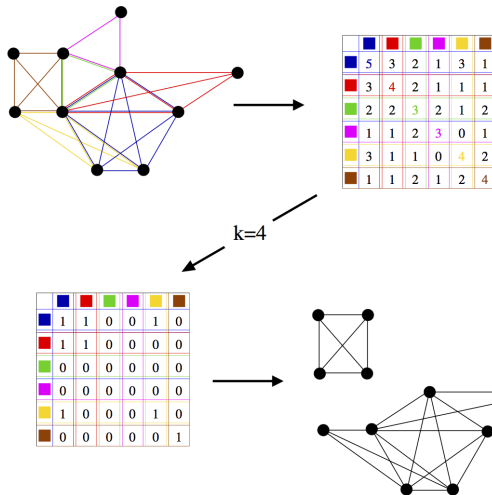 5 3 2 1 3 1
3 4 2 1 1 1
2 2 3 2 1 2
1 1 2 3 0 1
3 1 1 0 4 2
1 1 2 1 2 4
k=4
1 1 0 0 1 0
1 1 0 0 0 0
0 0 0 0 0 0
0 0 0 0 0 0
1 0 0 0 1 0
0 0 0 0 0 1